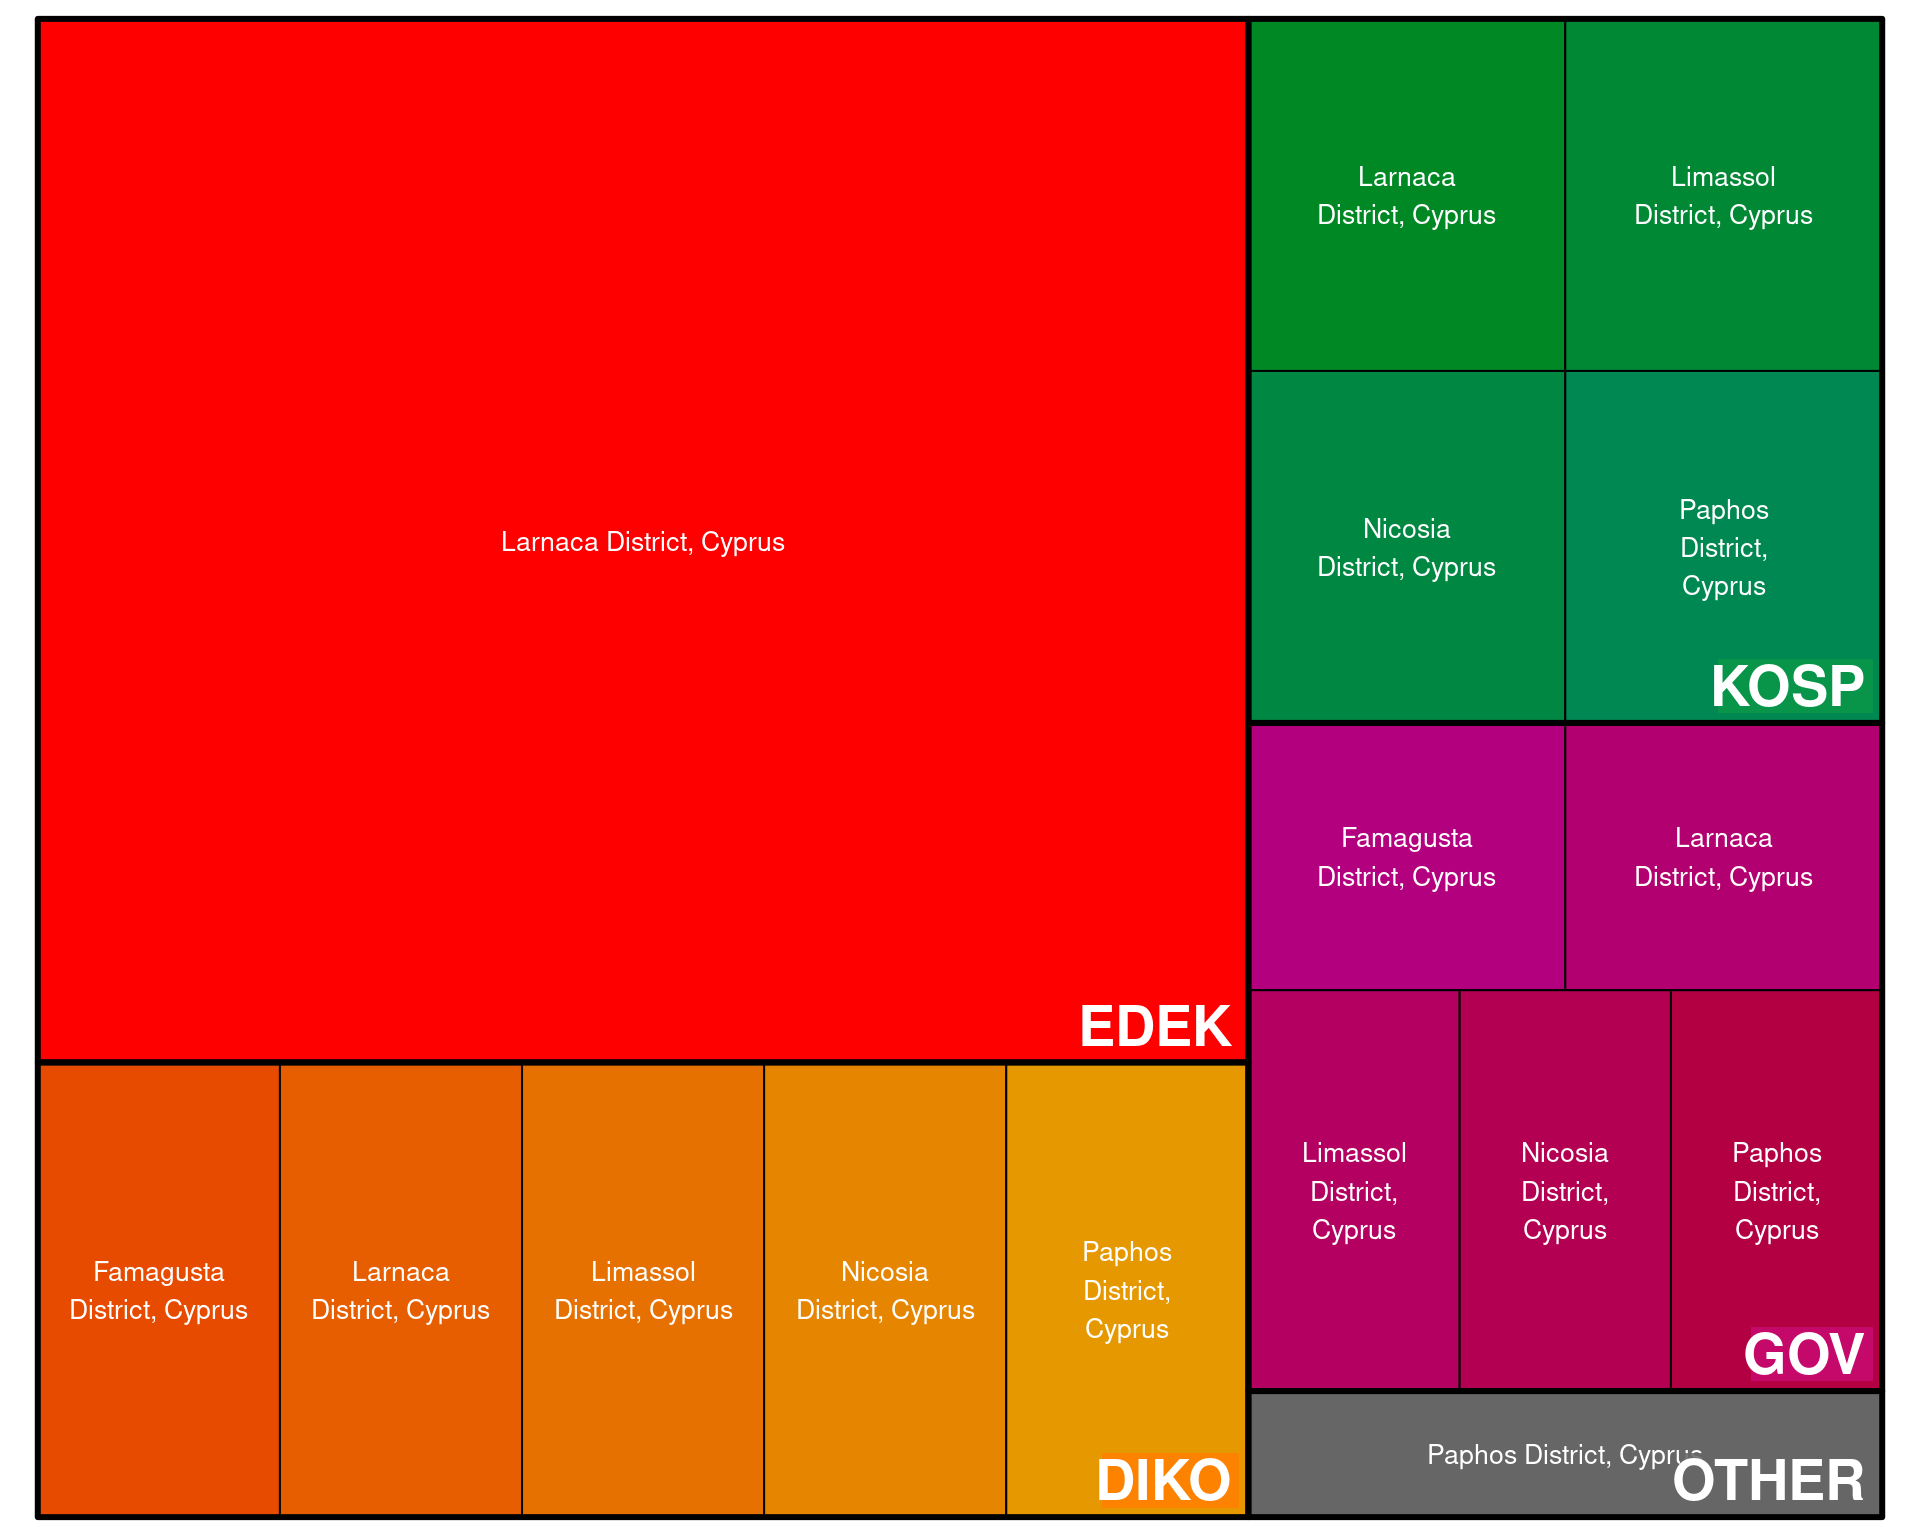 Larnaca District, Cyprus
EDEK
Famagusta
District, Cyprus
Larnaca
District, Cyprus
Limassol
District, Cyprus
Nicosia
District, Cyprus
Paphos
District,
Cyprus
DIKO
Larnaca
District, Cyprus
Limassol
District, Cyprus
Nicosia
District, Cyprus
Paphos
District,
Cyprus
KOSP
Famagusta
District, Cyprus
Larnaca
District, Cyprus
Limassol
District,
Cyprus
Nicosia
District,
Cyprus
Paphos
District,
Cyprus
GOV
Paphos District, Cyprus
OTHER